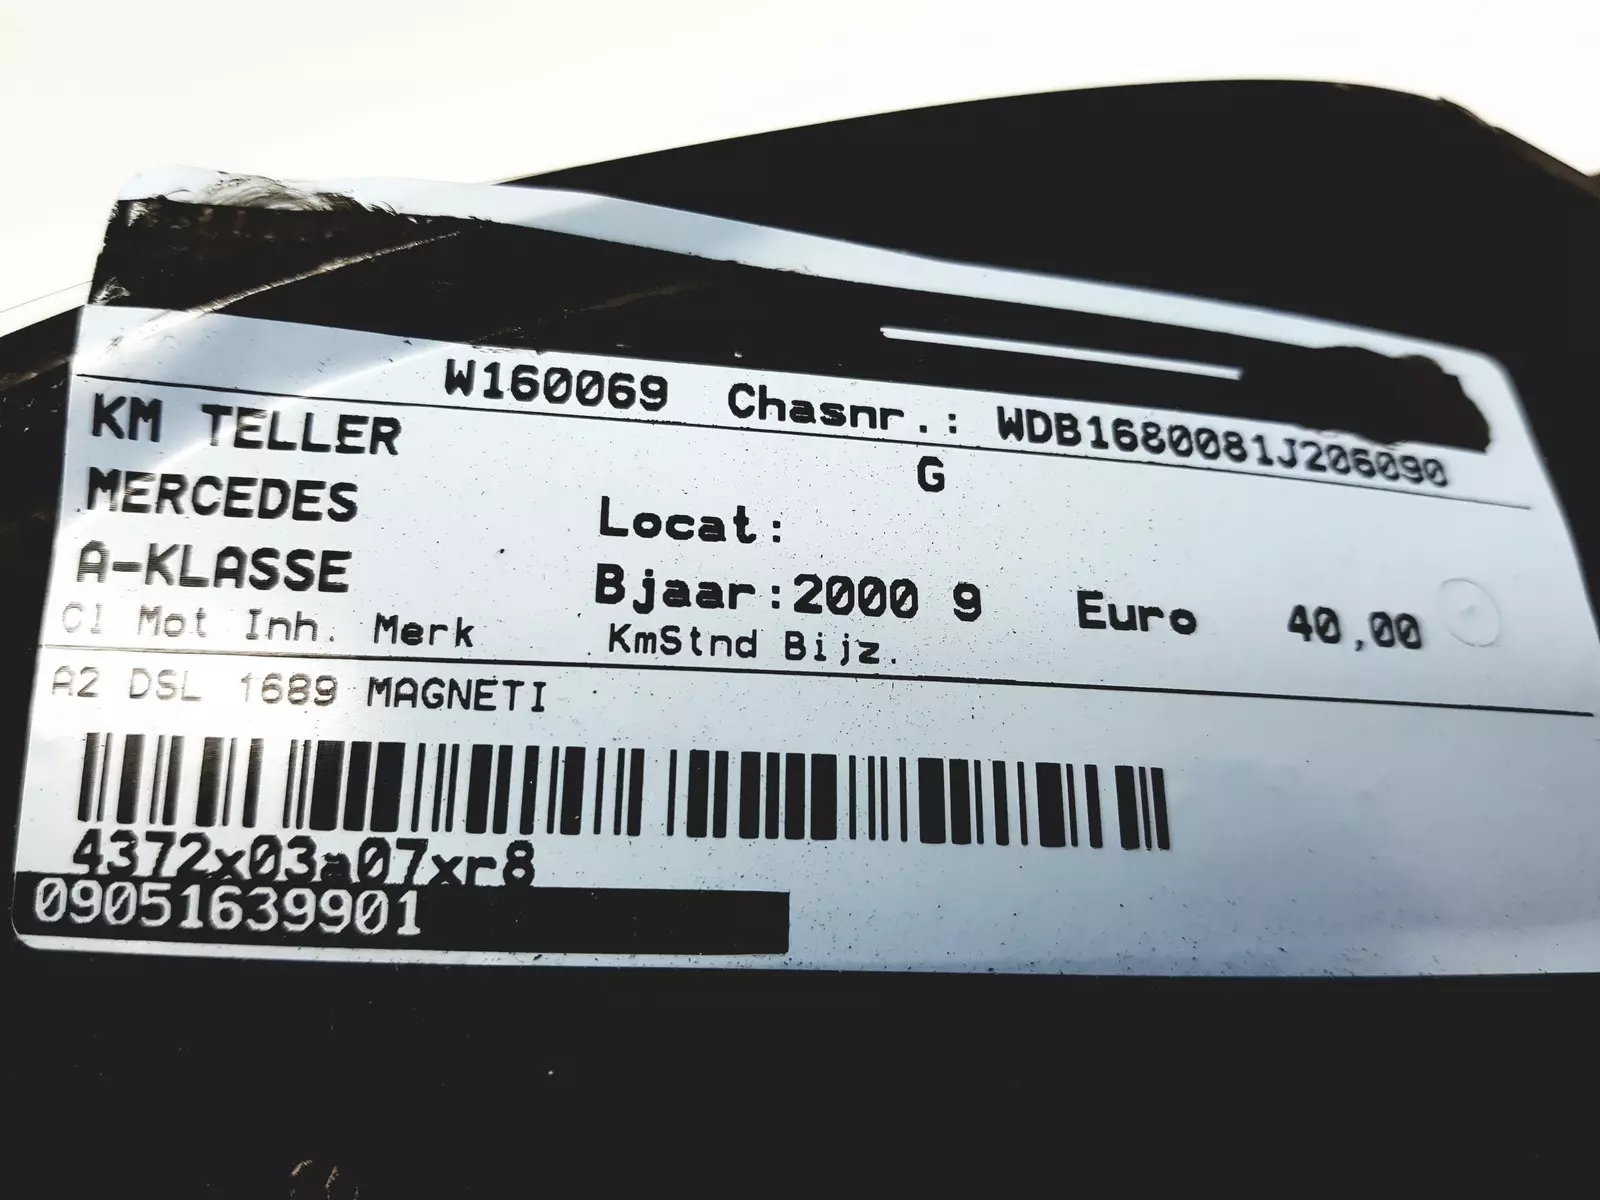 W160069 Chasnr.: WDB1680081J206090
KM TELLER G
MERCEDES Locat:
A-KLASSE Bjaar:2000 9 Euro 40,00
Cl Mot Inh. Merk KmStnd Bijz.
A2 DSL 1689 MAGNETI
4372x03a07xr8
09051639901